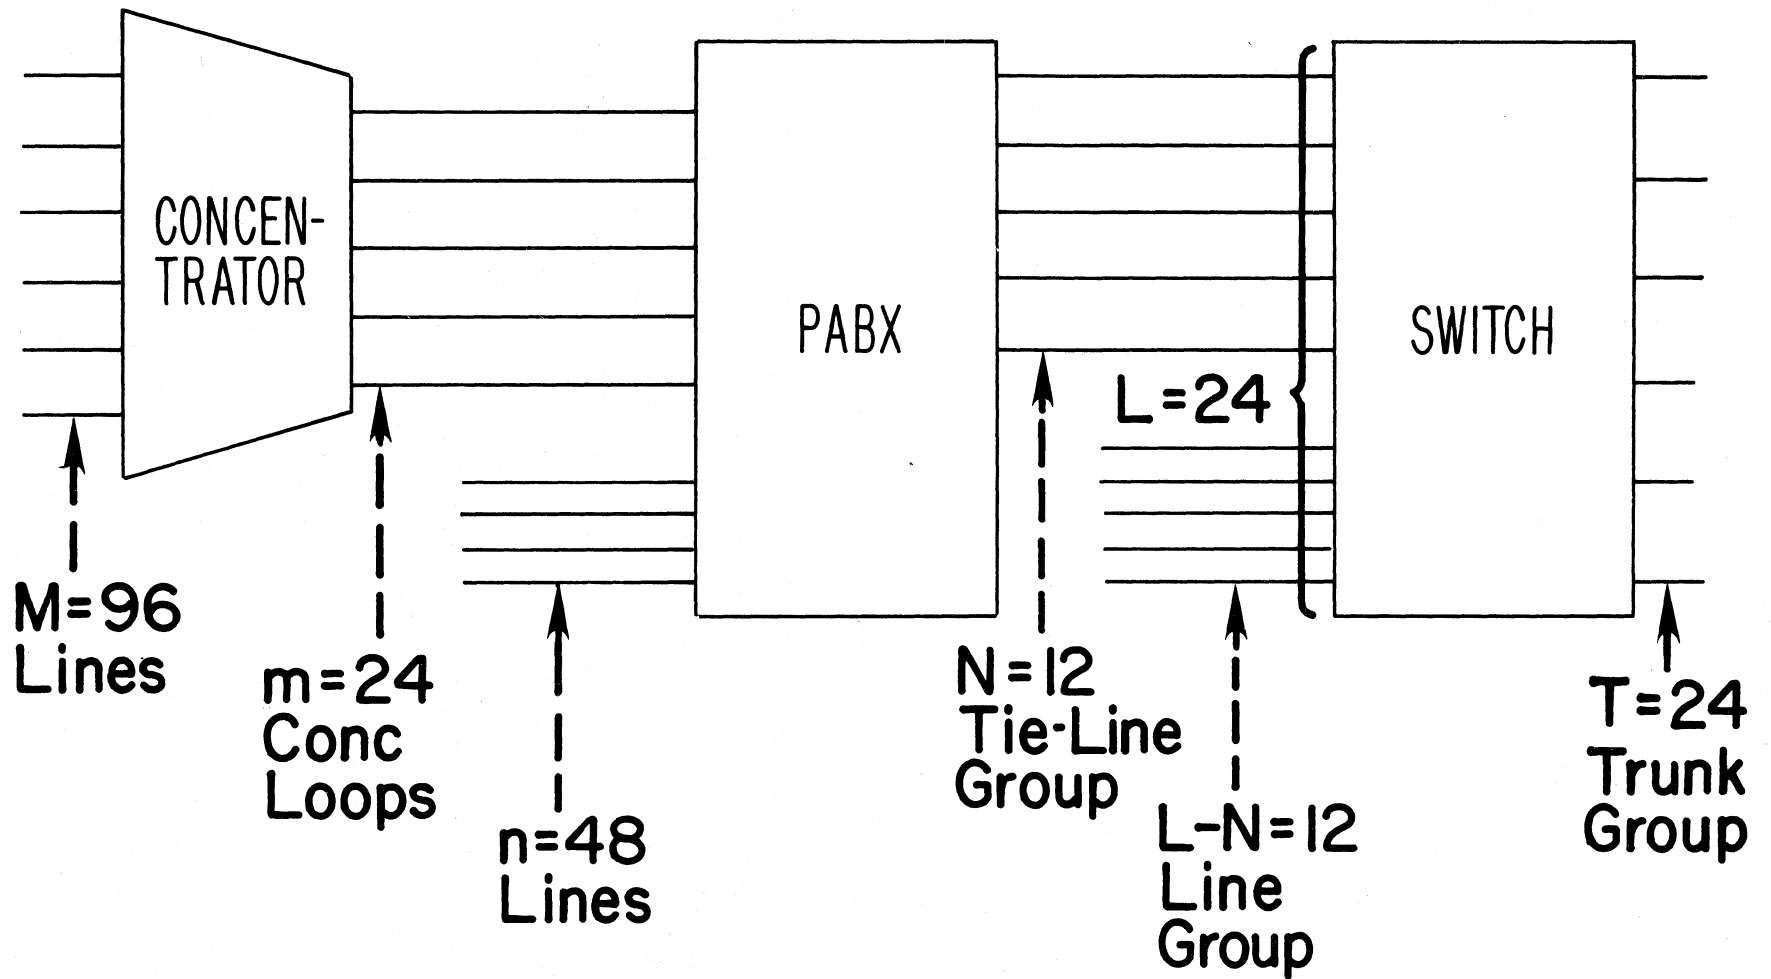 CONCEN-
TRATOR
PABX
SWITCH
L=24
M=96
Lines
m=24
Conc
Loops
n=48
Lines
N=12
Tie-Line
Group
L-N=12
Line
Group
T=24
Trunk
Group